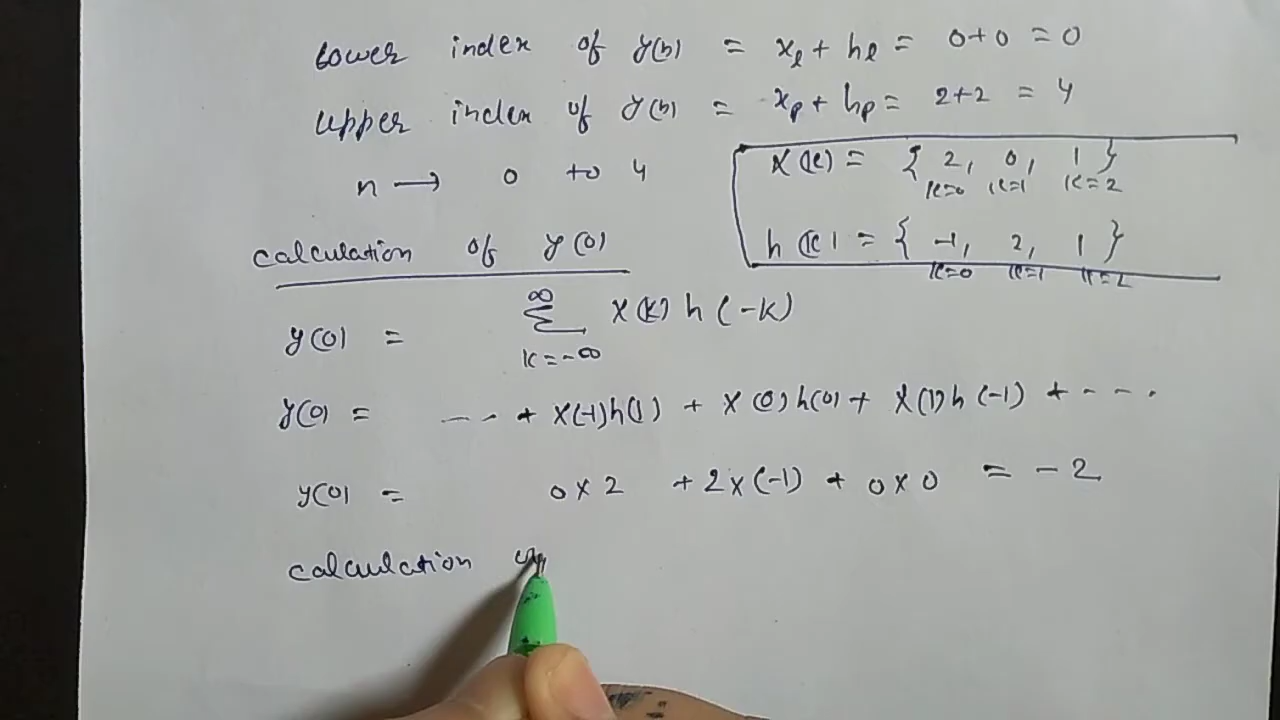 Lower index of y(n) = xl + hl = 0+0 = 0
Upper index of y(n) = xp + hp = 2+2 = 4
n → 0 to 4
x(k) = { 2, 0, 1 }
k=0 k=1 k=2
h(k) = { -1, 2, 1 }
k=0 k=1 k=2
calculation of y(0)
y(0) = ∞ Σ k=-∞ x(k) h(-k)
y(0) = ---- + x(-1)h(1) + x(0)h(0) + x(1)h(-1) + ----.
y(0) = 0×2 + 2×(-1) + 0×0 = -2
calculation